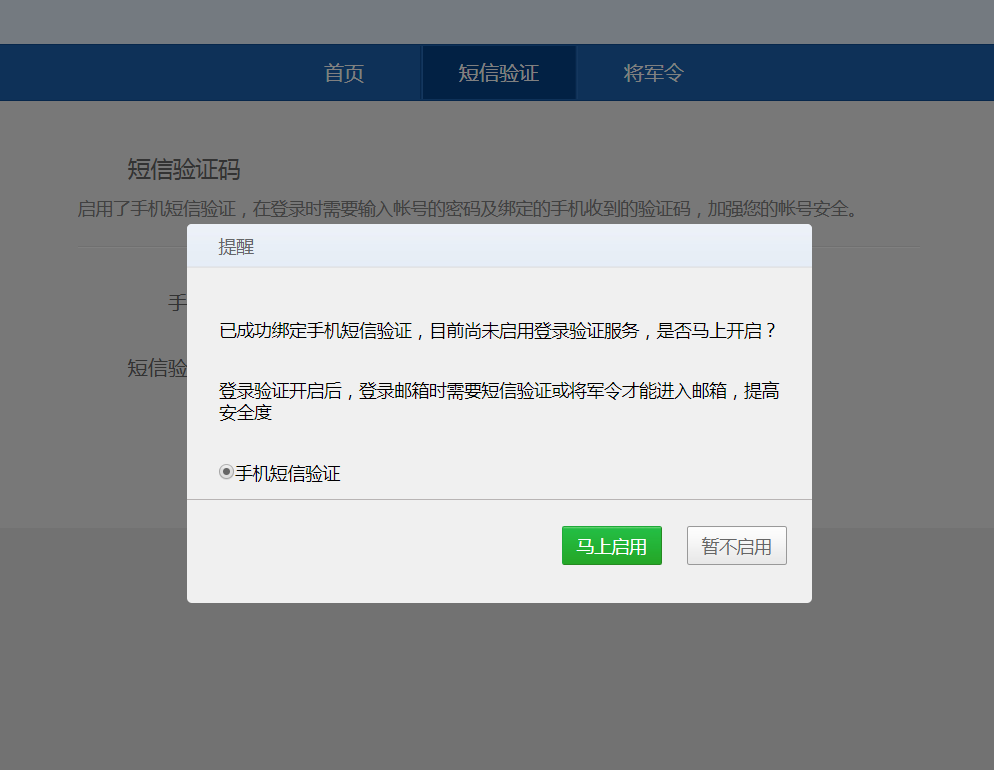 首页
短信验证
将军令
短信验证码
启用了手机短信验证，在登录时需要输入帐号的密码及绑定的手机收到的验证码，加强您的帐号安全。
提醒
手
已成功绑定手机短信验证，目前尚未启用登录验证服务，是否马上开启？
短信验
登录验证开启后，登录邮箱时需要短信验证或将军令才能进入邮箱，提高
安全度
手机短信验证
马上启用
暂不启用